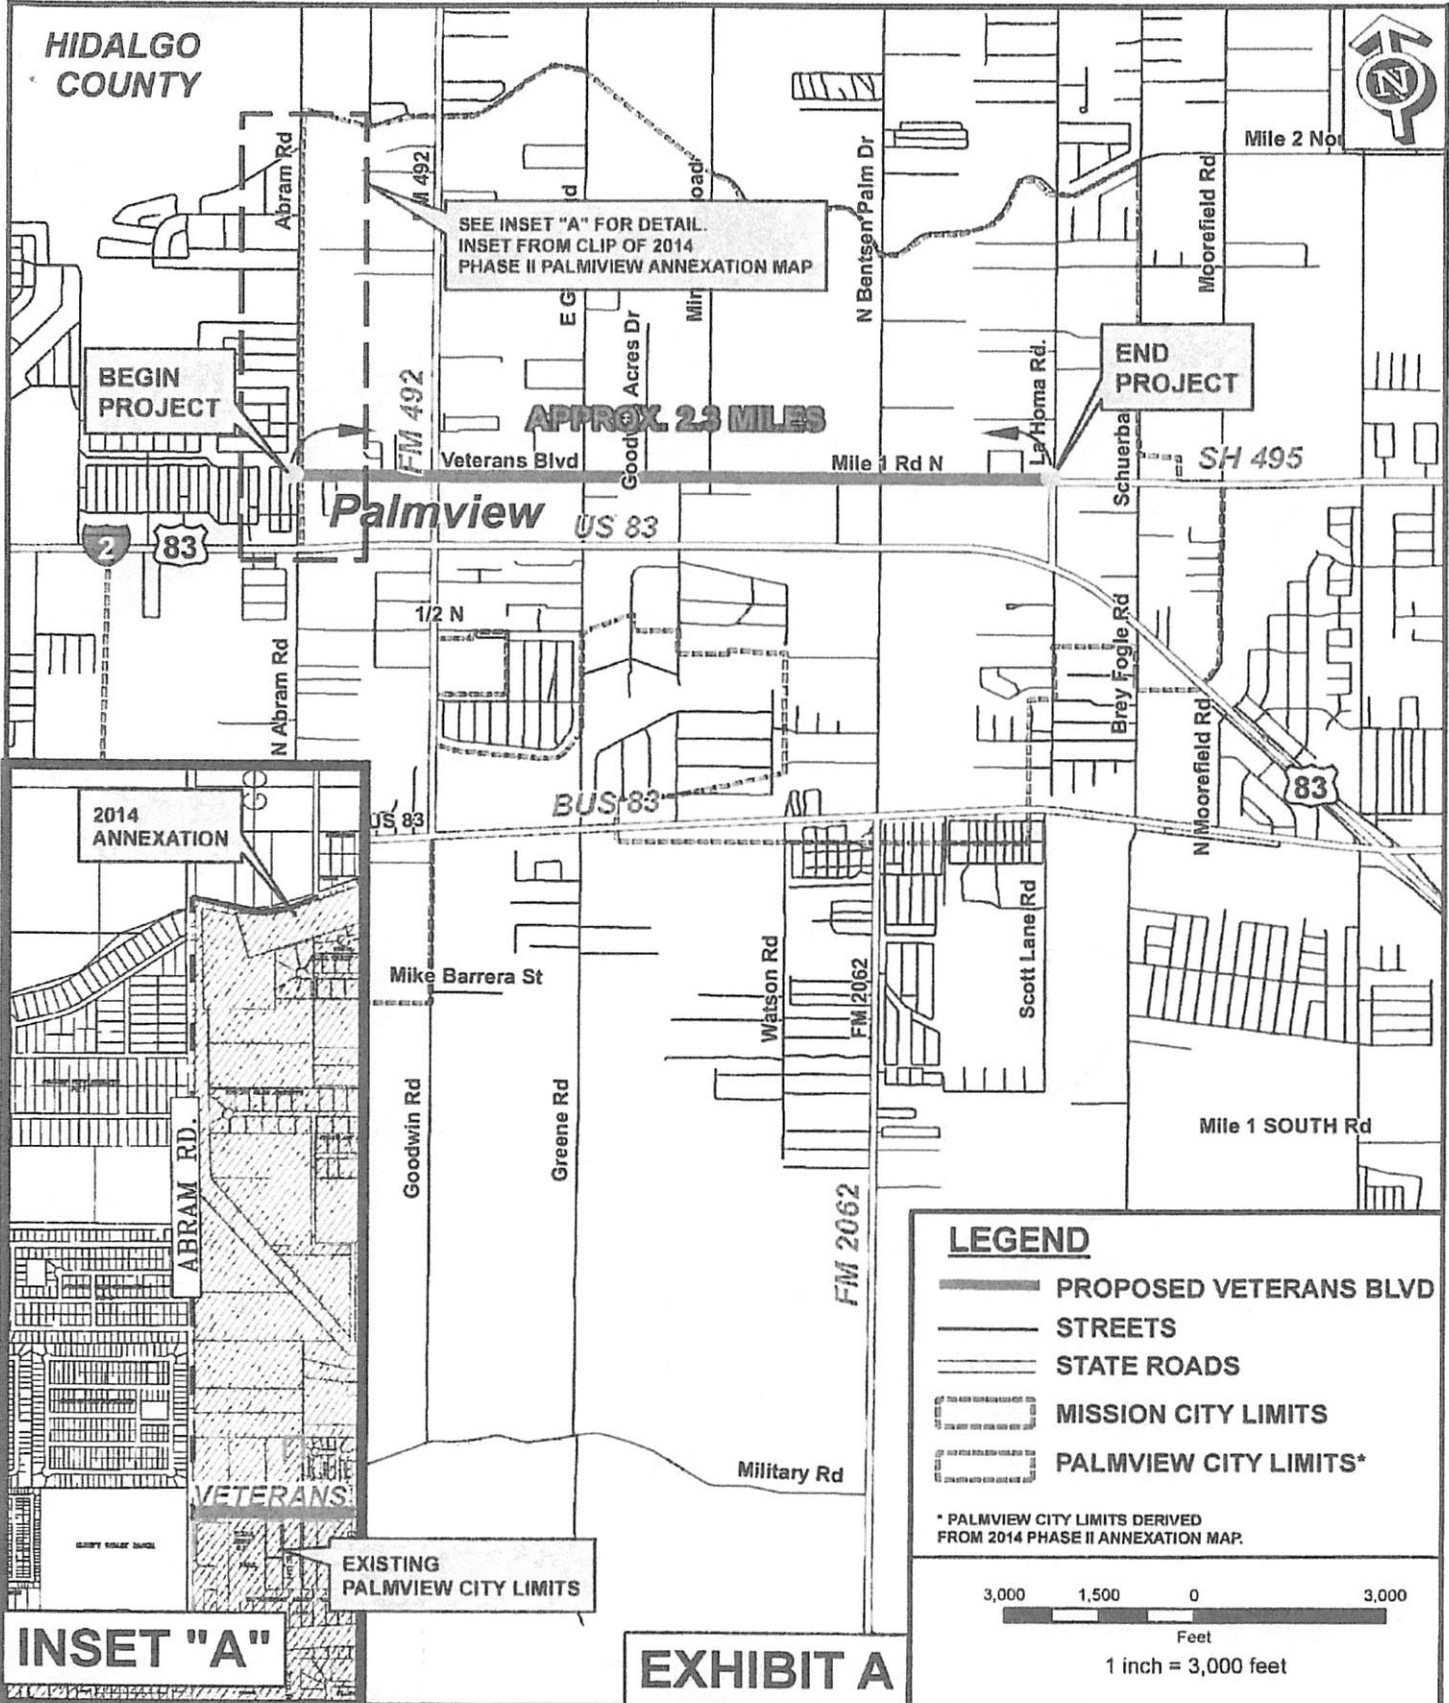 HIDALGO
COUNTY
N
Mile 2 Nor
Abram Rd
M 492
N Bentsen Palm Dr
Moorefield Rd
SEE INSET "A" FOR DETAIL.
INSET FROM CLIP OF 2014
PHASE II PALMIVIEW ANNEXATION MAP
E G
Acres Dr
BEGIN
PROJECT
END
PROJECT
FM 492
APPROX. 2.3 MILES
La Homa Rd.
Schuerba
Veterans Blvd
Mile 1 Rd N
SH 495
Palmview
US 83
2
83
1/2 N
N Abram Rd
Brey Fogle Rd
N Moorefield Rd
83
BUS 83
US 83
2014
ANNEXATION
Mike Barrera St
Watson Rd
FM 2062
Scott Lane Rd
Goodwin Rd
Greene Rd
Mile 1 SOUTH Rd
ABRAM RD.
FM 2062
Military Rd
VETERANS
EXISTING
PALMVIEW CITY LIMITS
INSET "A"
EXHIBIT A
LEGEND
PROPOSED VETERANS BLVD
STREETS
STATE ROADS
MISSION CITY LIMITS
PALMVIEW CITY LIMITS*
* PALMVIEW CITY LIMITS DERIVED
FROM 2014 PHASE II ANNEXATION MAP.
3,000 1,500 0 3,000
Feet
1 inch = 3,000 feet